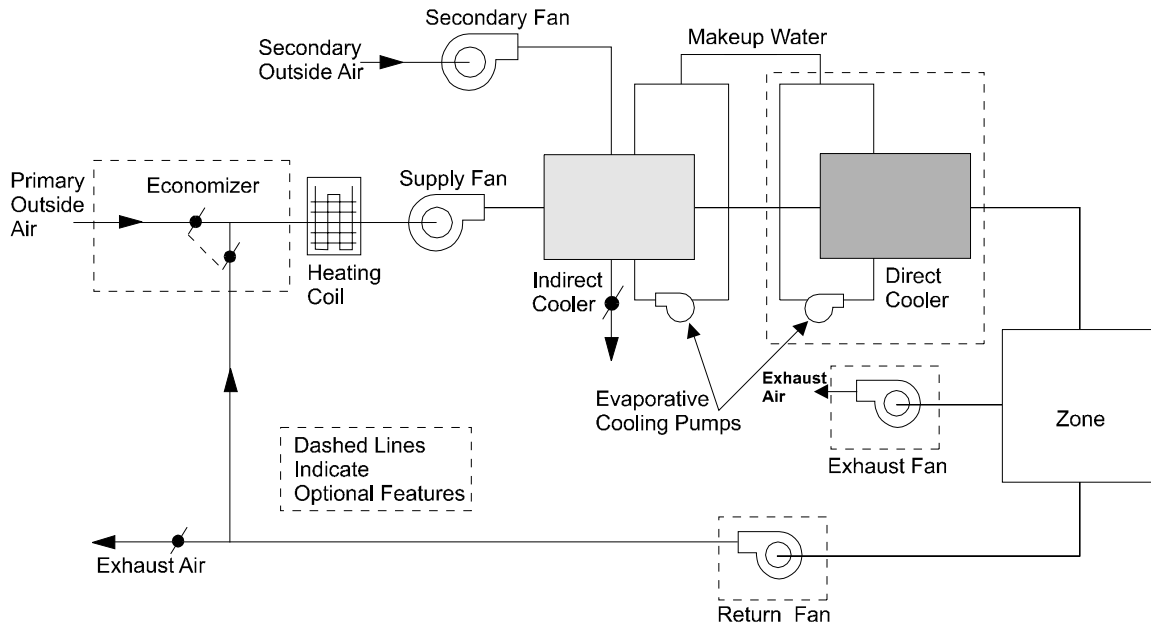 Secondary Fan
Secondary
Outside Air
Makeup Water
Primary
Outside
Air
Economizer
Supply Fan
Heating
Coil
Indirect
Cooler
Direct
Cooler
Evaporative
Cooling Pumps
Exhaust
Air
Zone
Exhaust Fan
Dashed Lines
Indicate
Optional Features
Exhaust Air
Return Fan